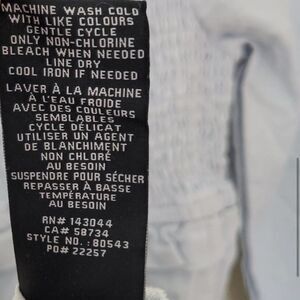 MACHINE WASH COLD
WITH LIKE COLOURS
GENTLE CYCLE
ONLY NON-CHLORINE
BLEACH WHEN NEEDED
LINE DRY
COOL IRON IF NEEDED
LAVER À LA MACHINE
À L'EAU FROIDE
AVEC DES COULEURS
SEMBLABLES
CYCLE DÉLICAT
UTILISER UN AGENT
DE BLANCHIMENT
NON CHLORÉ
AU BESOIN
SUSPENDRE POUR SÉCHER
REPASSER À BASSE
TEMPÉRATURE
AU BESOIN
RN# 143044
CA# 58734
STYLE NO. : 80543
PO# 22257